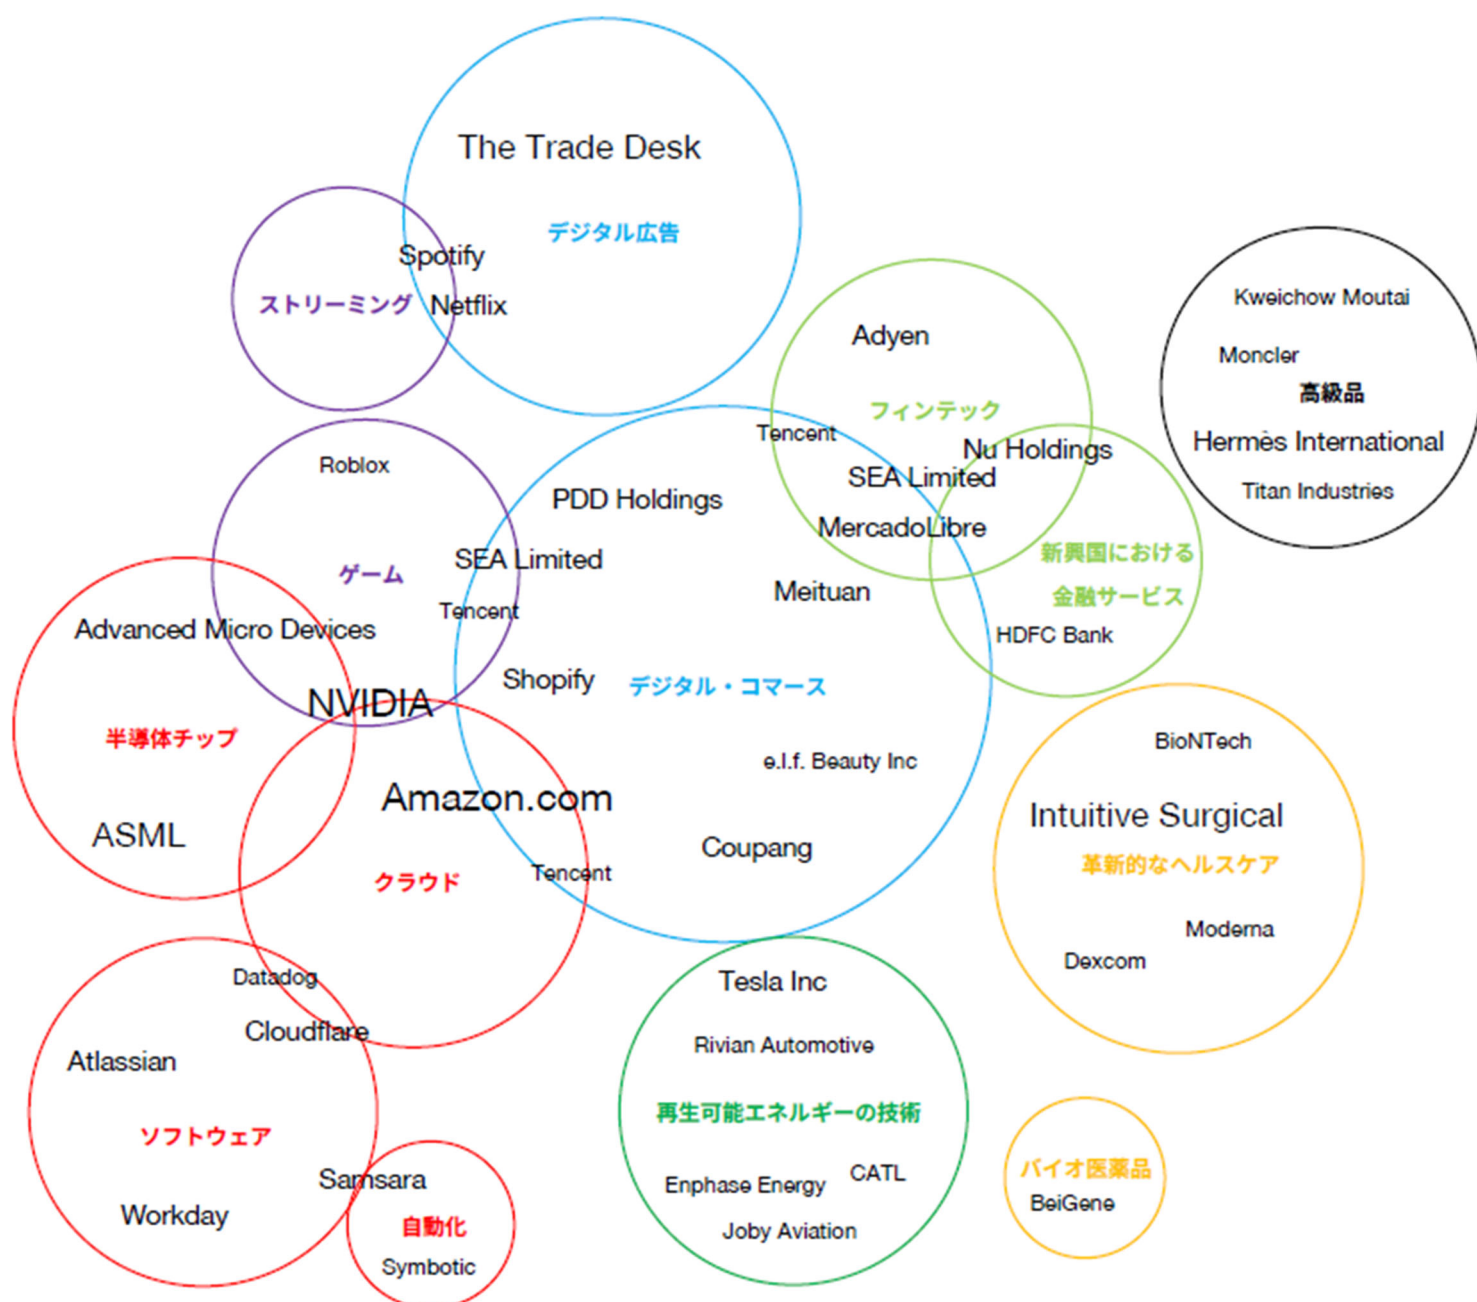 The Trade Desk
デジタル広告
Spotify
ストリーミング
Netflix
Kweichow Moutai
Moncler
高級品
Hermès International
Titan Industries
Adyen
フィンテック
Tencent
Nu Holdings
SEA Limited
MercadoLibre
新興国における
金融サービス
HDFC Bank
Roblox
ゲーム
SEA Limited
Tencent
PDD Holdings
Meituan
Shopify
デジタル・コマース
e.l.f. Beauty Inc
Amazon.com
Coupang
Tencent
Advanced Micro Devices
NVIDIA
半導体チップ
ASML
クラウド
BioNTech
Intuitive Surgical
革新的なヘルスケア
Moderna
Dexcom
Datadog
Cloudflare
Atlassian
ソフトウェア
Samsara
Workday
自動化
Symbotic
Tesla Inc
Rivian Automotive
再生可能エネルギーの技術
CATL
Enphase Energy
Joby Aviation
バイオ医薬品
BeiGene